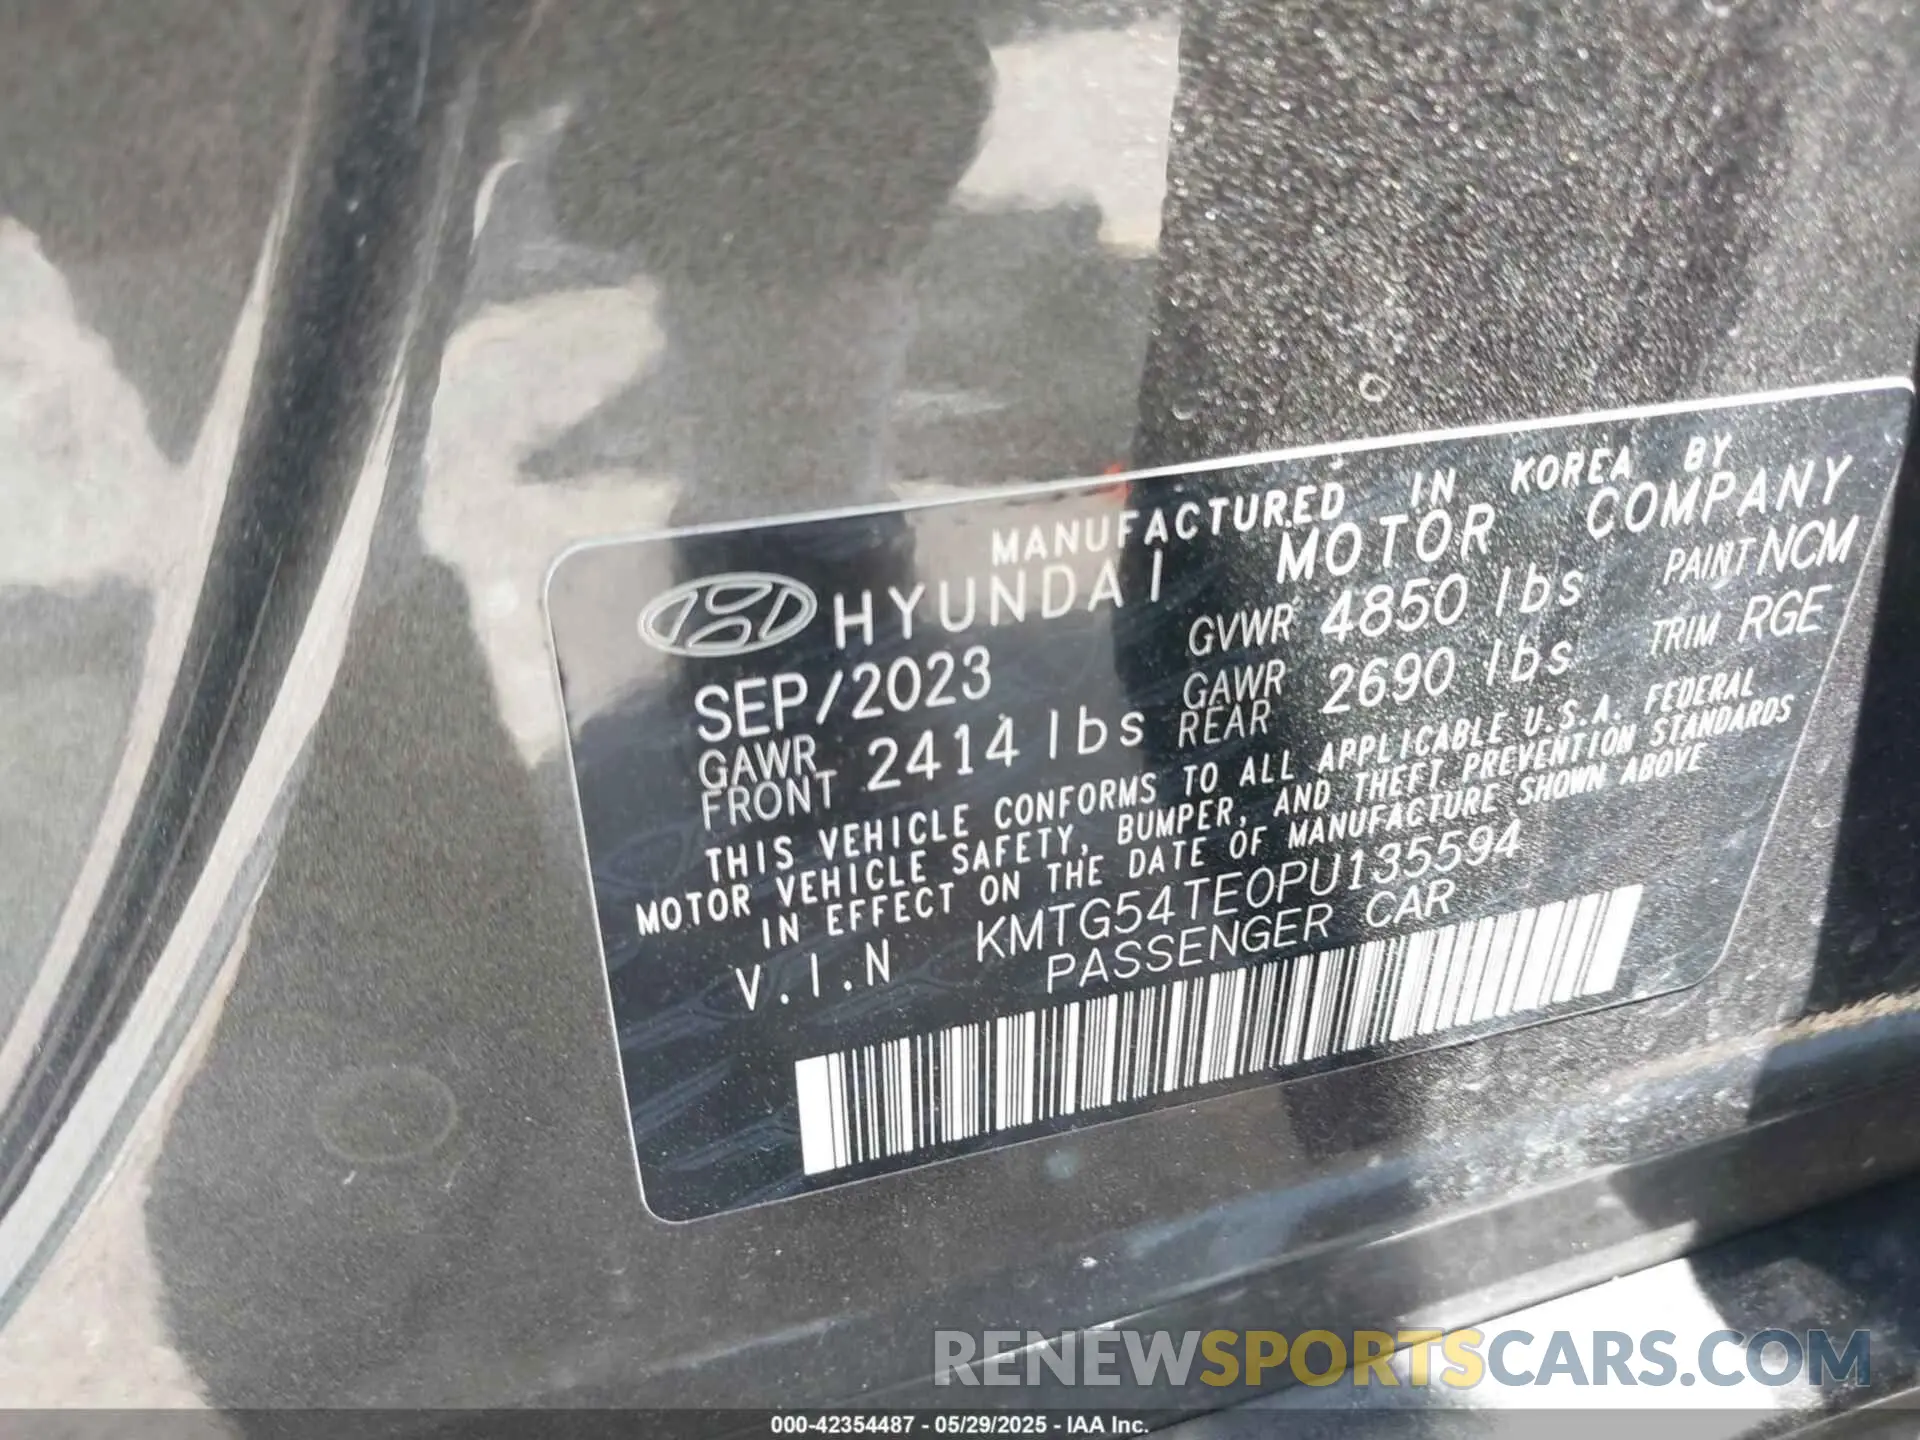 MANUFACTURED IN KOREA BY
HYUNDAI MOTOR COMPANY
SEP/2023 GVWR 4850 lbs PAINT NCM
GAWR FRONT 2414 lbs GAWR REAR 2690 lbs TRIM RGE
THIS VEHICLE CONFORMS TO ALL APPLICABLE U.S.A. FEDERAL
MOTOR VEHICLE SAFETY, BUMPER, AND THEFT PREVENTION STANDARDS
IN EFFECT ON THE DATE OF MANUFACTURE SHOWN ABOVE
V.I.N KMTG54TE0PU135594
PASSENGER CAR
RENEWSPORTSCARS.COM
000-42354487 - 05/29/2025 - IAA Inc.